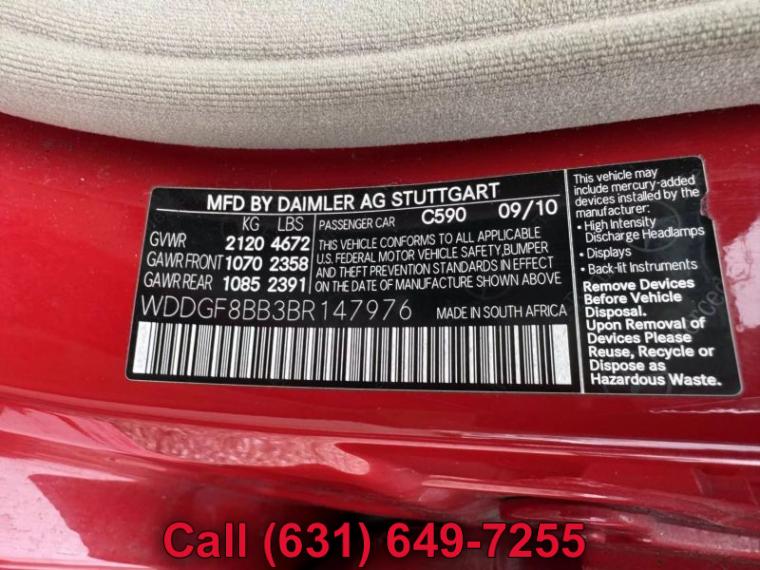 MFD BY DAIMLER AG STUTTGART
KG LBS
GVWR 2120 4672
GAWR FRONT 1070 2358
GAWR REAR 1085 2391
PASSENGER CAR C590 09/10
THIS VEHICLE CONFORMS TO ALL APPLICABLE
U.S. FEDERAL MOTOR VEHICLE SAFETY,BUMPER
AND THEFT PREVENTION STANDARDS IN EFFECT
ON THE DATE OF MANUFACTURE SHOWN ABOVE
WDDGF8BB3BR147976 MADE IN SOUTH AFRICA
This vehicle may
include mercury-added
devices installed by the
manufacturer:
• High Intensity
Discharge Headlamps
• Displays
• Back-lit Instruments
Remove Devices
Before Vehicle
Disposal.
Upon Removal of
Devices Please
Reuse, Recycle or
Dispose as
Hazardous Waste.
Call (631) 649-7255